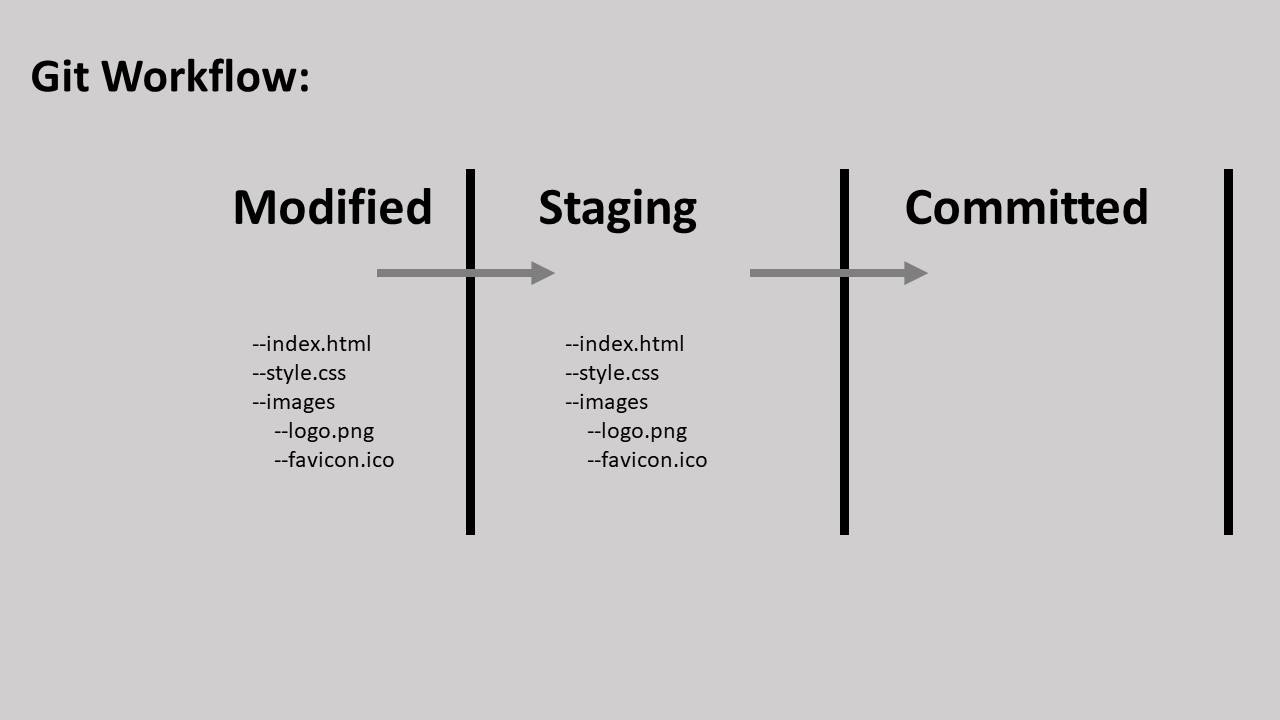 Git Workflow:
Modified
Staging
Committed
--index.html
--style.css
--images
--logo.png
--favicon.ico
--index.html
--style.css
--images
--logo.png
--favicon.ico